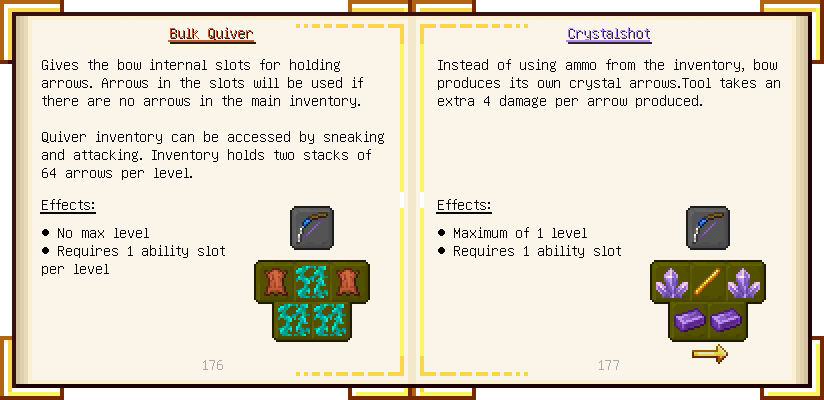 Bulk Quiver
Gives the bow internal slots for holding
arrows. Arrows in the slots will be used if
there are no arrows in the main inventory.
Quiver inventory can be accessed by sneaking
and attacking. Inventory holds two stacks of
64 arrows per level.
Effects:
● No max level
● Requires 1 ability slot
per level
176
Crystalshot
Instead of using ammo from the inventory, bow
produces its own crystal arrows.Tool takes an
extra 4 damage per arrow produced.
Effects:
● Maximum of 1 level
● Requires 1 ability slot
177